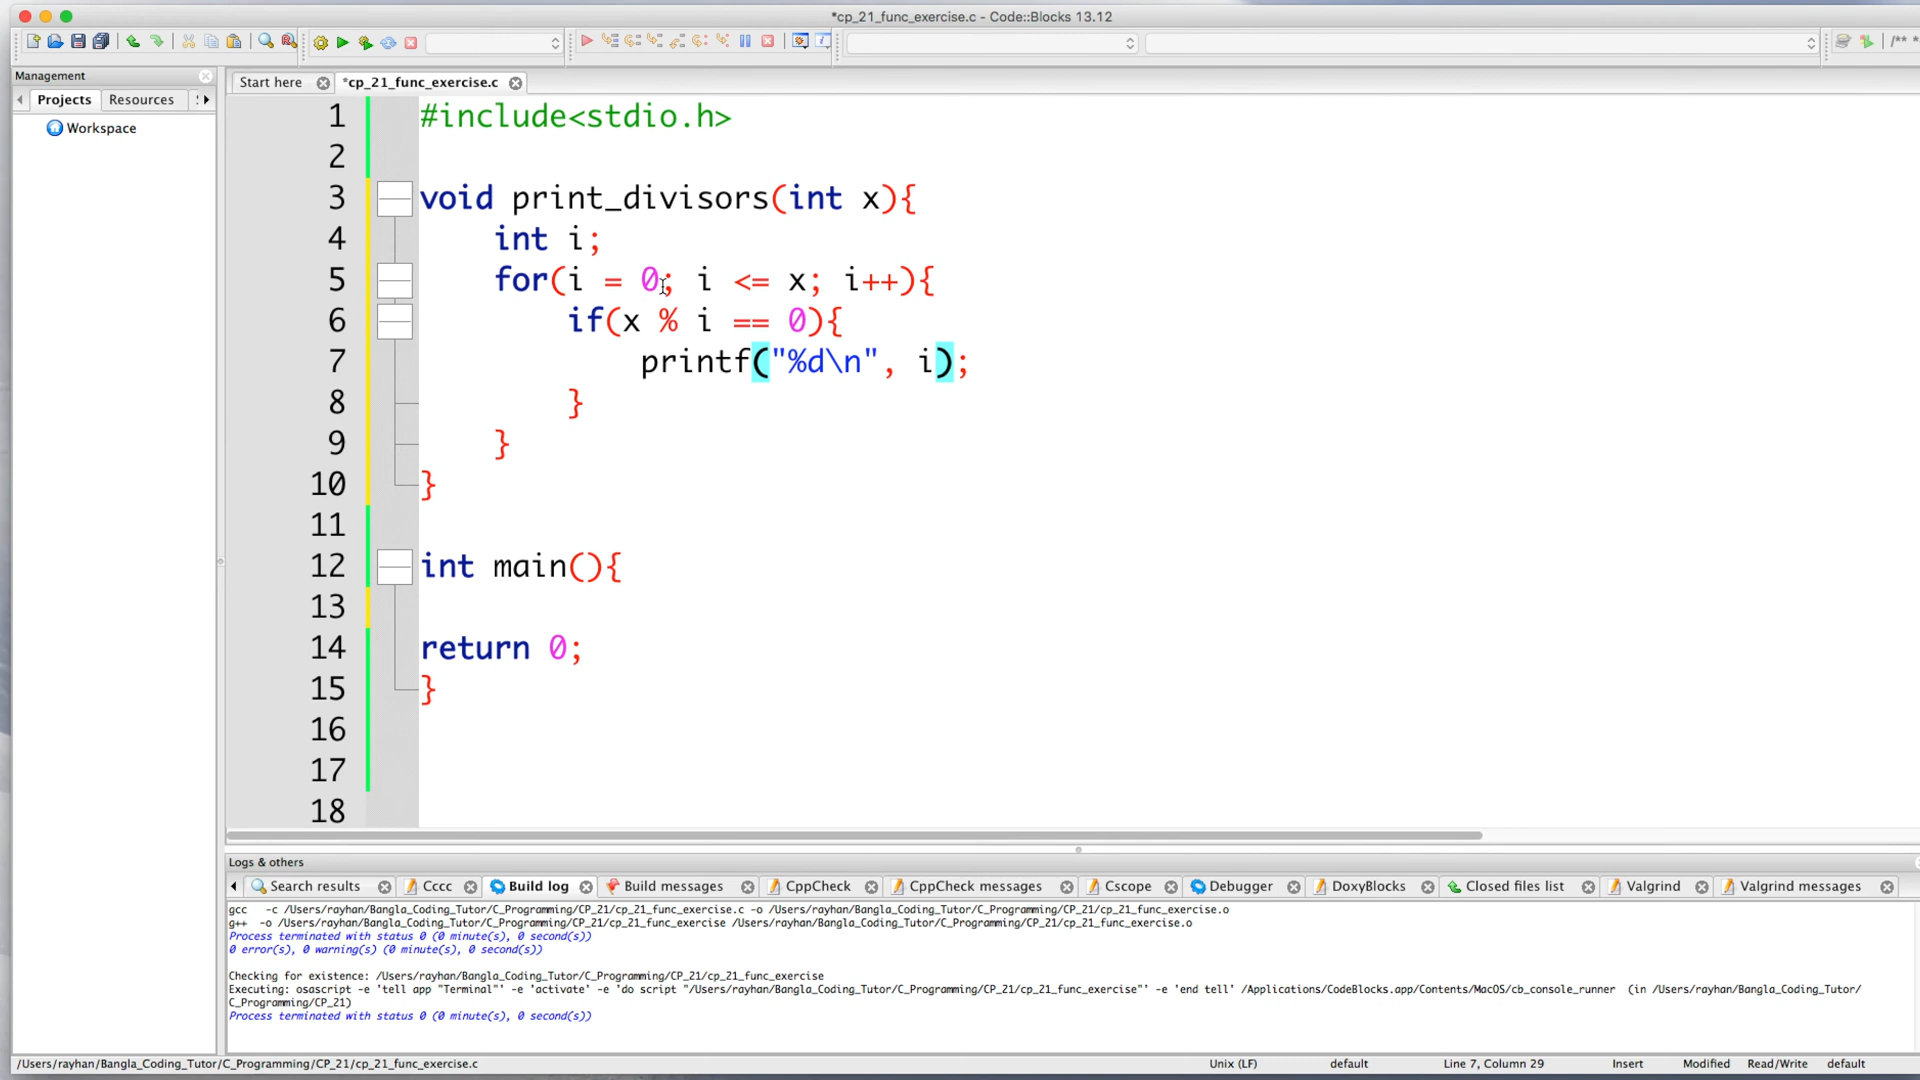 *cp_21_func_exercise.c - Code::Blocks 13.12
/** *
Management
Projects Resources
Workspace
Start here *cp_21_func_exercise.c
1 #include<stdio.h>
2
3 void print_divisors(int x){
4 int i;
5 for(i = 0; i <= x; i++){
6 if(x % i == 0){
7 printf("%d\n", i);
8 }
9 }
10 }
11
12 int main(){
13
14 return 0;
15 }
16
17
18
Logs & others
Search results Cccc Build log Build messages CppCheck CppCheck messages Cscope Debugger DoxyBlocks Closed files list Valgrind Valgrind messages
gcc -c /Users/rayhan/Bangla_Coding_Tutor/C_Programming/CP_21/cp_21_func_exercise.c -o /Users/rayhan/Bangla_Coding_Tutor/C_Programming/CP_21/cp_21_func_exercise.o
g++ -o /Users/rayhan/Bangla_Coding_Tutor/C_Programming/CP_21/cp_21_func_exercise /Users/rayhan/Bangla_Coding_Tutor/C_Programming/CP_21/cp_21_func_exercise.o
Process terminated with status 0 (0 minute(s), 0 second(s))
0 error(s), 0 warning(s) (0 minute(s), 0 second(s))
Checking for existence: /Users/rayhan/Bangla_Coding_Tutor/C_Programming/CP_21/cp_21_func_exercise
Executing: osascript -e 'tell app "Terminal"' -e 'activate' -e 'do script "/Users/rayhan/Bangla_Coding_Tutor/C_Programming/CP_21/cp_21_func_exercise"' -e 'end tell' /Applications/CodeBlocks.app/Contents/MacOS/cb_console_runner (in /Users/rayhan/Bangla_Coding_Tutor/
C_Programming/CP_21)
Process terminated with status 0 (0 minute(s), 0 second(s))
/Users/rayhan/Bangla_Coding_Tutor/C_Programming/CP_21/cp_21_func_exercise.c Unix (LF) default Line 7, Column 29 Insert Modified Read/Write default